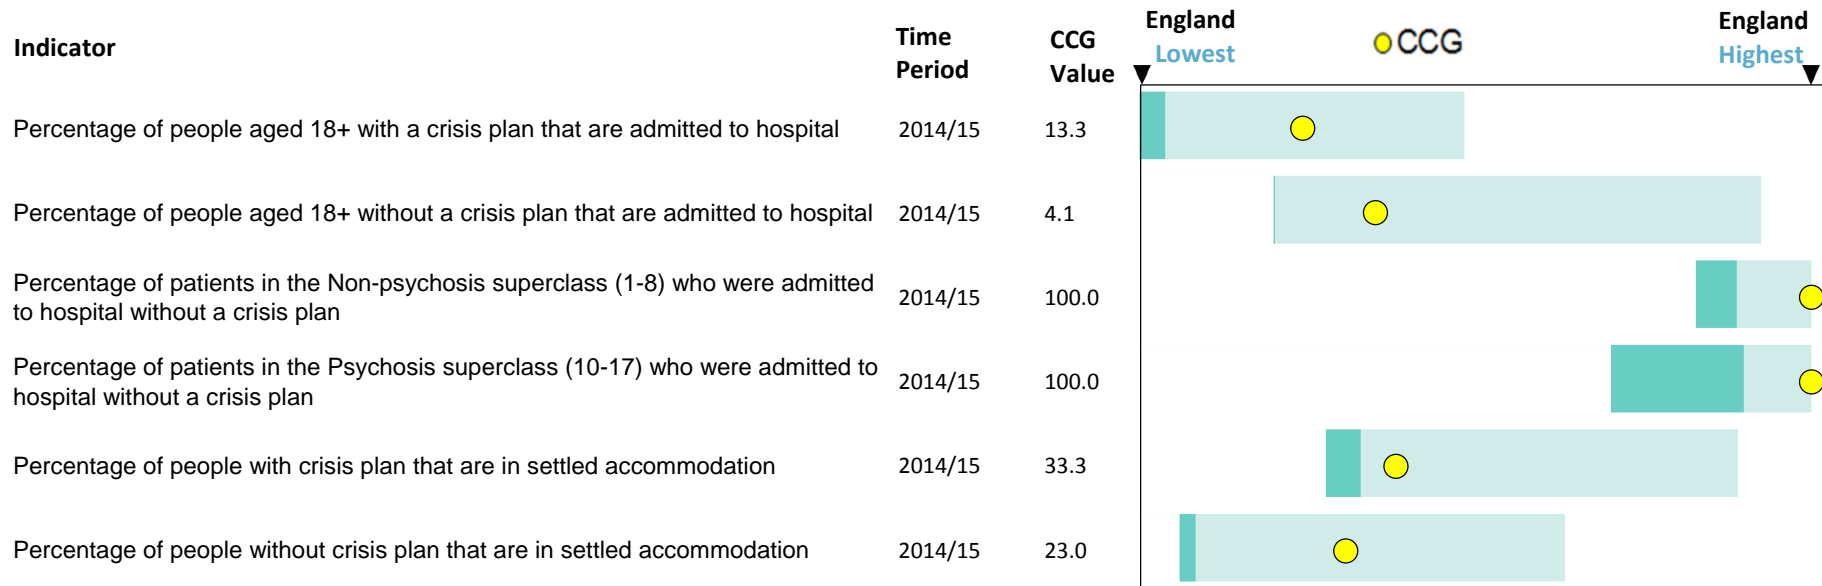 Indicator
Time Period
CCG Value
England Lowest
CCG
England Highest
Percentage of people aged 18+ with a crisis plan that are admitted to hospital 2014/15 13.3
Percentage of people aged 18+ without a crisis plan that are admitted to hospital 2014/15 4.1
Percentage of patients in the Non-psychosis superclass (1-8) who were admitted
to hospital without a crisis plan 2014/15 100.0
Percentage of patients in the Psychosis superclass (10-17) who were admitted to
hospital without a crisis plan 2014/15 100.0
Percentage of people with crisis plan that are in settled accommodation 2014/15 33.3
Percentage of people without crisis plan that are in settled accommodation 2014/15 23.0